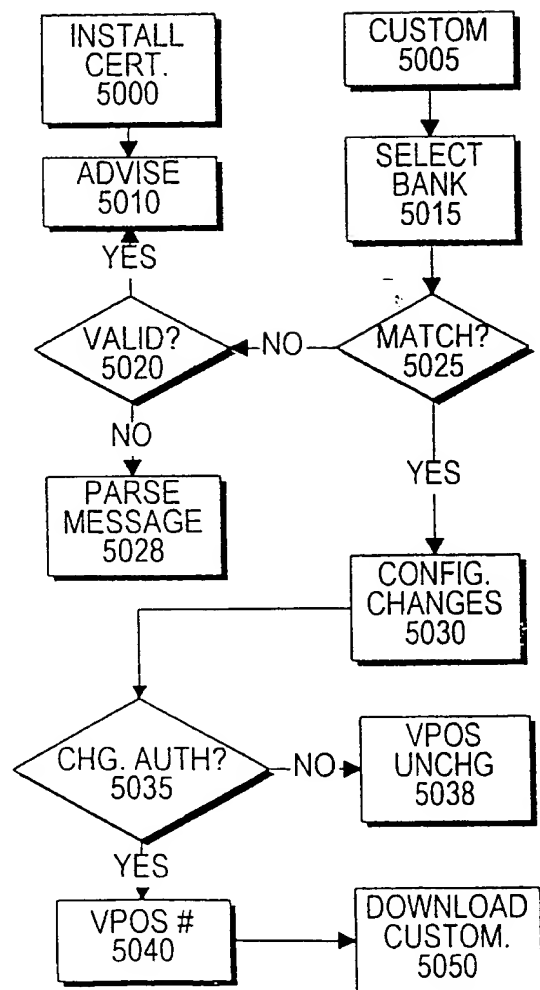 INSTALL
CERT.
5000
CUSTOM
5005
ADVISE
5010
SELECT
BANK
5015
YES
VALID?
5020
NO
MATCH?
5025
NO
YES
PARSE
MESSAGE
5028
CONFIG.
CHANGES
5030
CHG. AUTH?
5035
NO
VPOS
UNCHG
5038
YES
VPOS #
5040
DOWNLOAD
CUSTOM.
5050